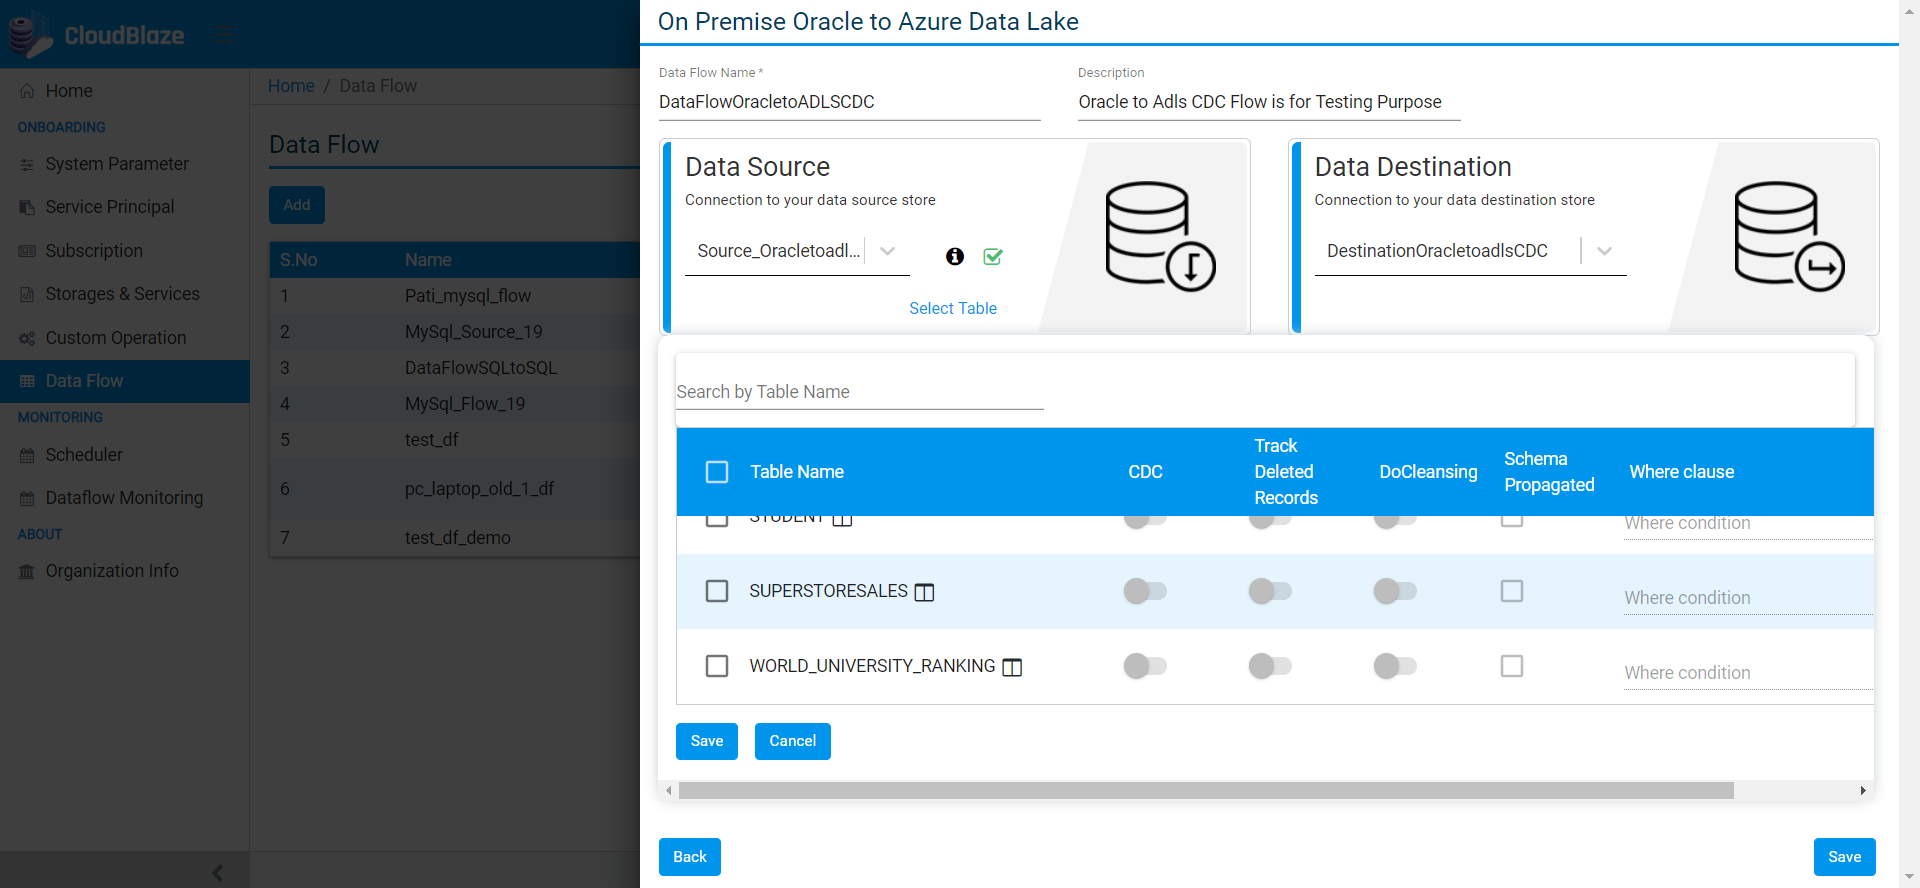 CloudBlaze
Home
ONBOARDING
System Parameter
Service Principal
Subscription
Storages & Services
Custom Operation
Data Flow
MONITORING
Scheduler
Dataflow Monitoring
ABOUT
Organization Info
Home / Data Flow
Data Flow
Add
S.No Name
1 Pati_mysql_flow
2 MySql_Source_19
3 DataFlowSQLtoSQL
4 MySql_Flow_19
5 test_df
6 pc_laptop_old_1_df
7 test_df_demo
On Premise Oracle to Azure Data Lake
Data Flow Name * Description
DataFlowOracletoADLSCDC Oracle to Adls CDC Flow is for Testing Purpose
Data Source
Connection to your data source store
Source_Oracletoadl...
Select Table
Data Destination
Connection to your data destination store
DestinationOracletoadlsCDC
Search by Table Name
Table Name CDC Track Deleted Records DoCleansing Schema Propagated Where clause
STUDENT Where condition
SUPERSTORESALES Where condition
WORLD_UNIVERSITY_RANKING Where condition
Save Cancel
Back Save